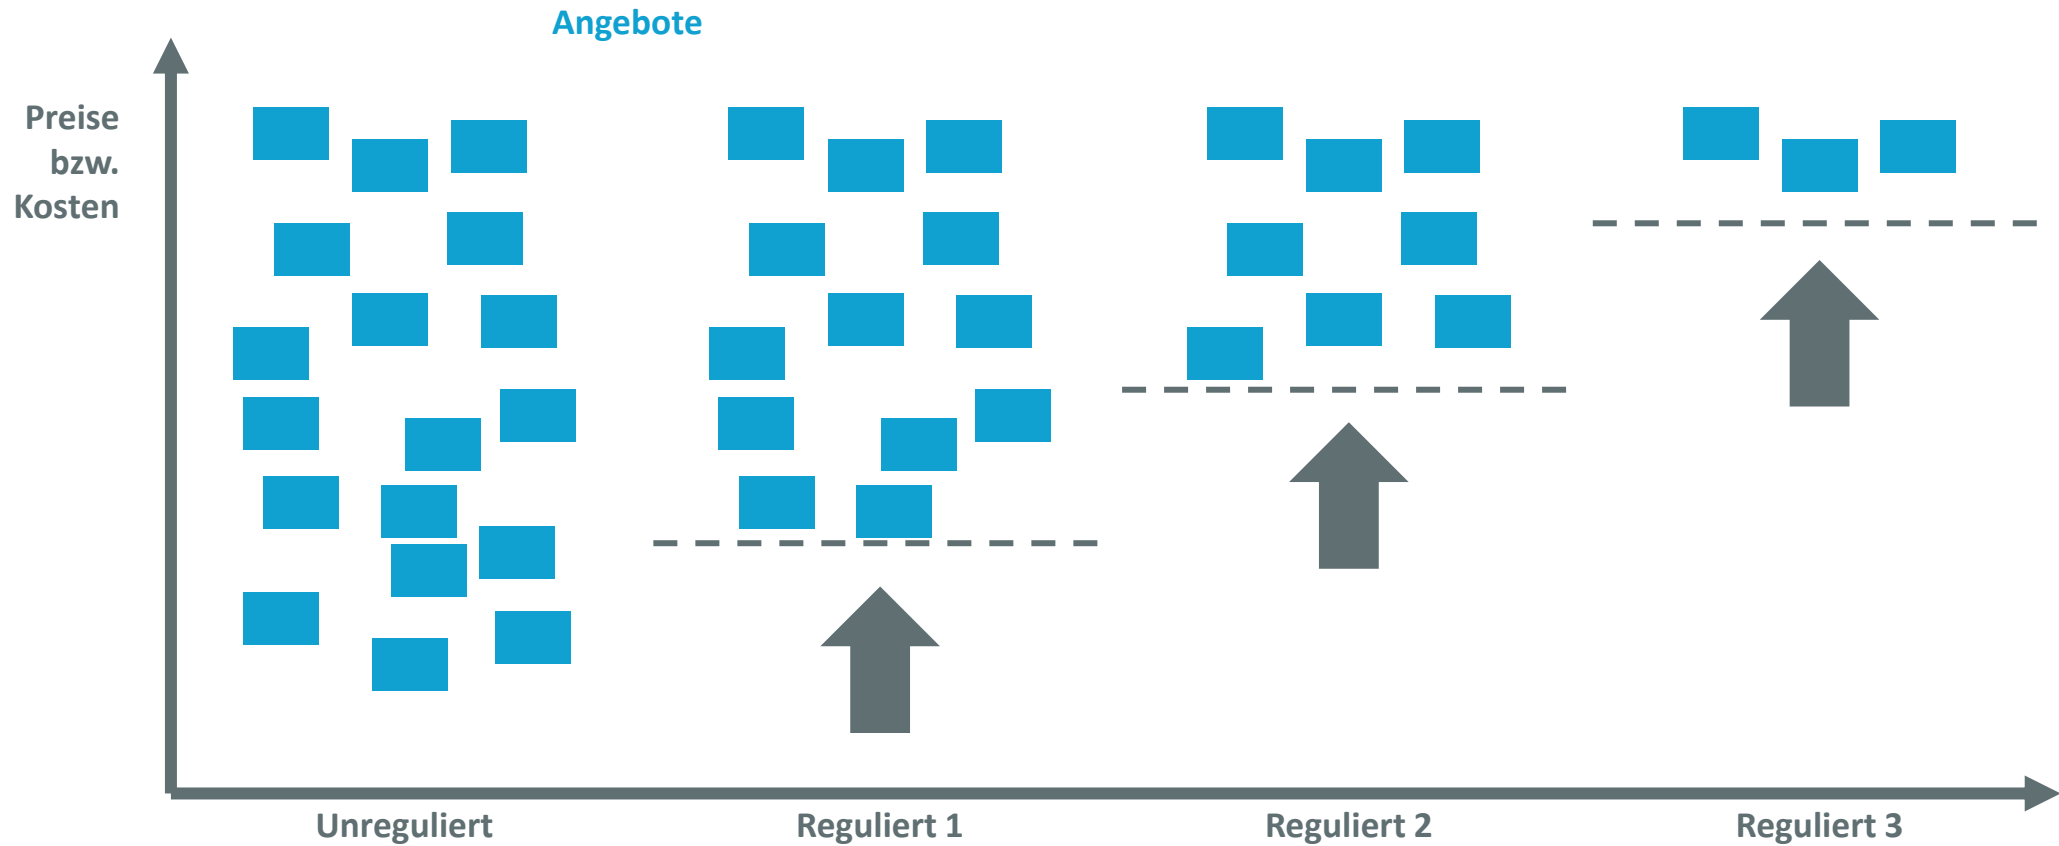 Angebote
Preise
bzw.
Kosten
Unreguliert
Reguliert 1
Reguliert 2
Reguliert 3